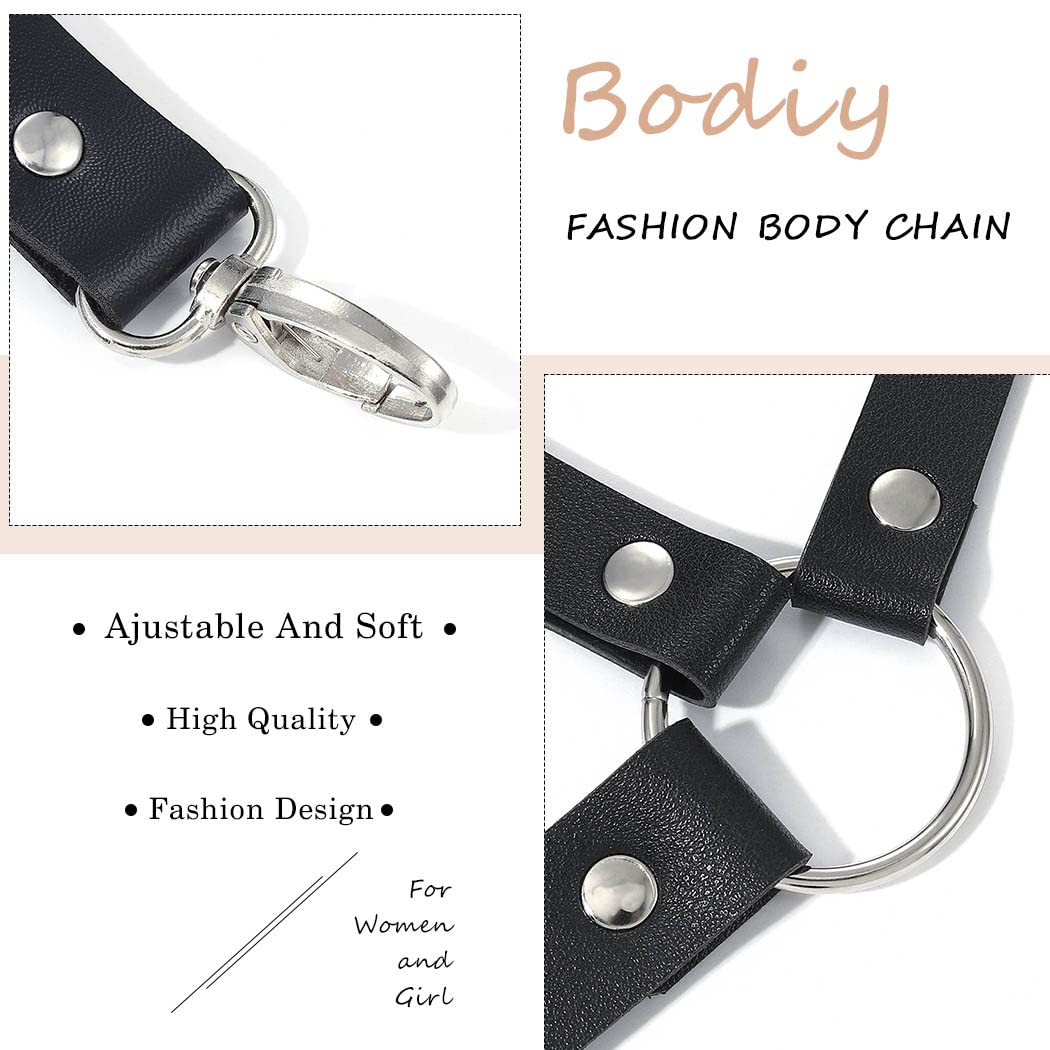 Bodiy
FASHION BODY CHAIN
• Ajustable And Soft •
• High Quality •
• Fashion Design •
For
Women
and
Girl